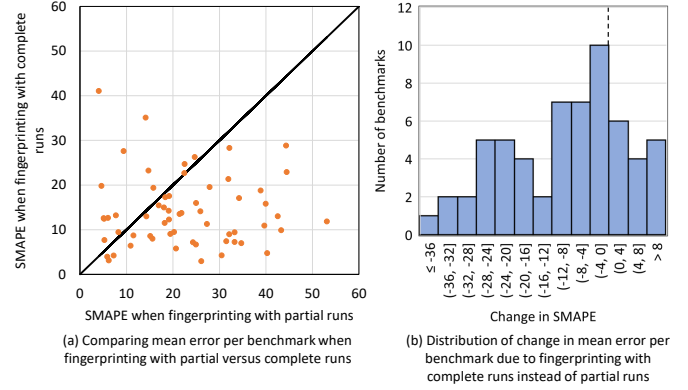 60
50
40
30
20
10
0
SMAPE when fingerprinting with complete
runs
0 10 20 30 40 50 60
SMAPE when fingerprinting with partial runs
(a) Comparing mean error per benchmark when
fingerprinting with partial versus complete runs
12
10
8
6
4
2
0
Number of benchmarks
≤ -36
(-36, -32]
(-32, -28]
(-28, -24]
(-24, -20]
(-20, -16]
(-16, -12]
(-12, -8]
(-8, -4]
(-4, 0]
(0, 4]
(4, 8]
> 8
Change in SMAPE
(b) Distribution of change in mean error per
benchmark due to fingerprinting with
complete runs instead of partial runs